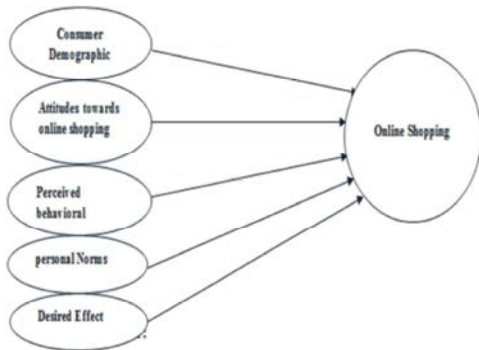 Consumer
Demographic
Attitudes towards
online shopping
Online Shopping
Perceived
behavioral
personal Norms
Desired Effect